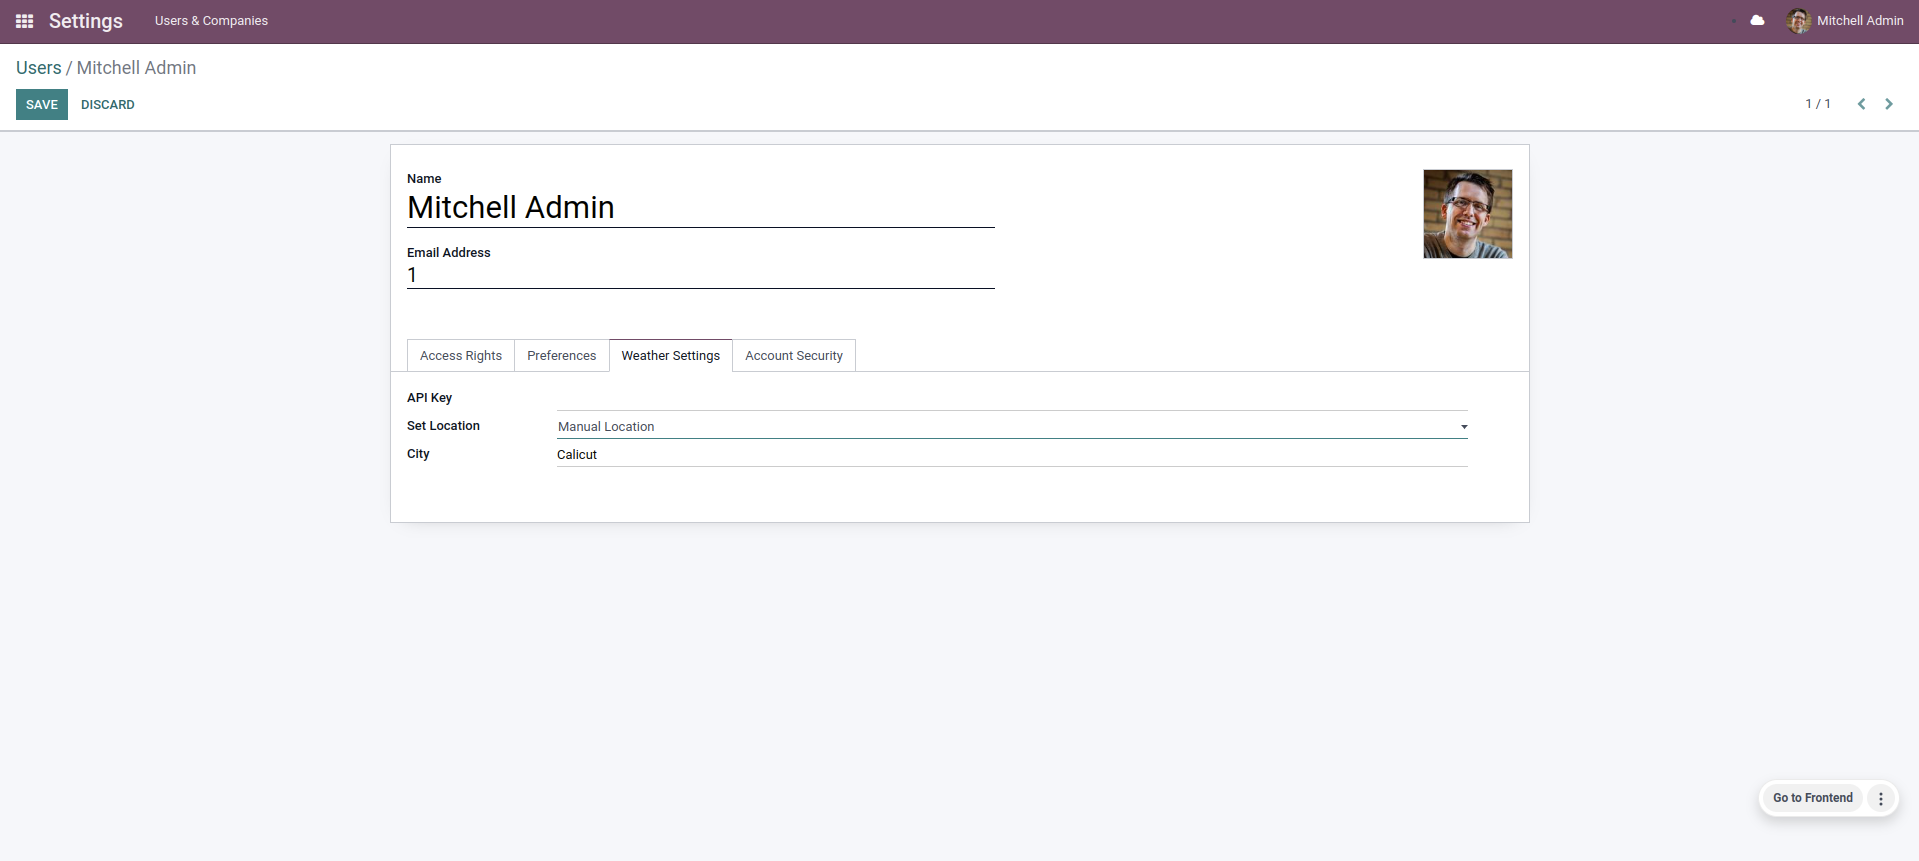 Settings Users & Companies Mitchell Admin
Users / Mitchell Admin
SAVE DISCARD 1 / 1
Name
Mitchell Admin
Email Address
1
Access Rights Preferences Weather Settings Account Security
API Key
Set Location Manual Location
City Calicut
Go to Frontend